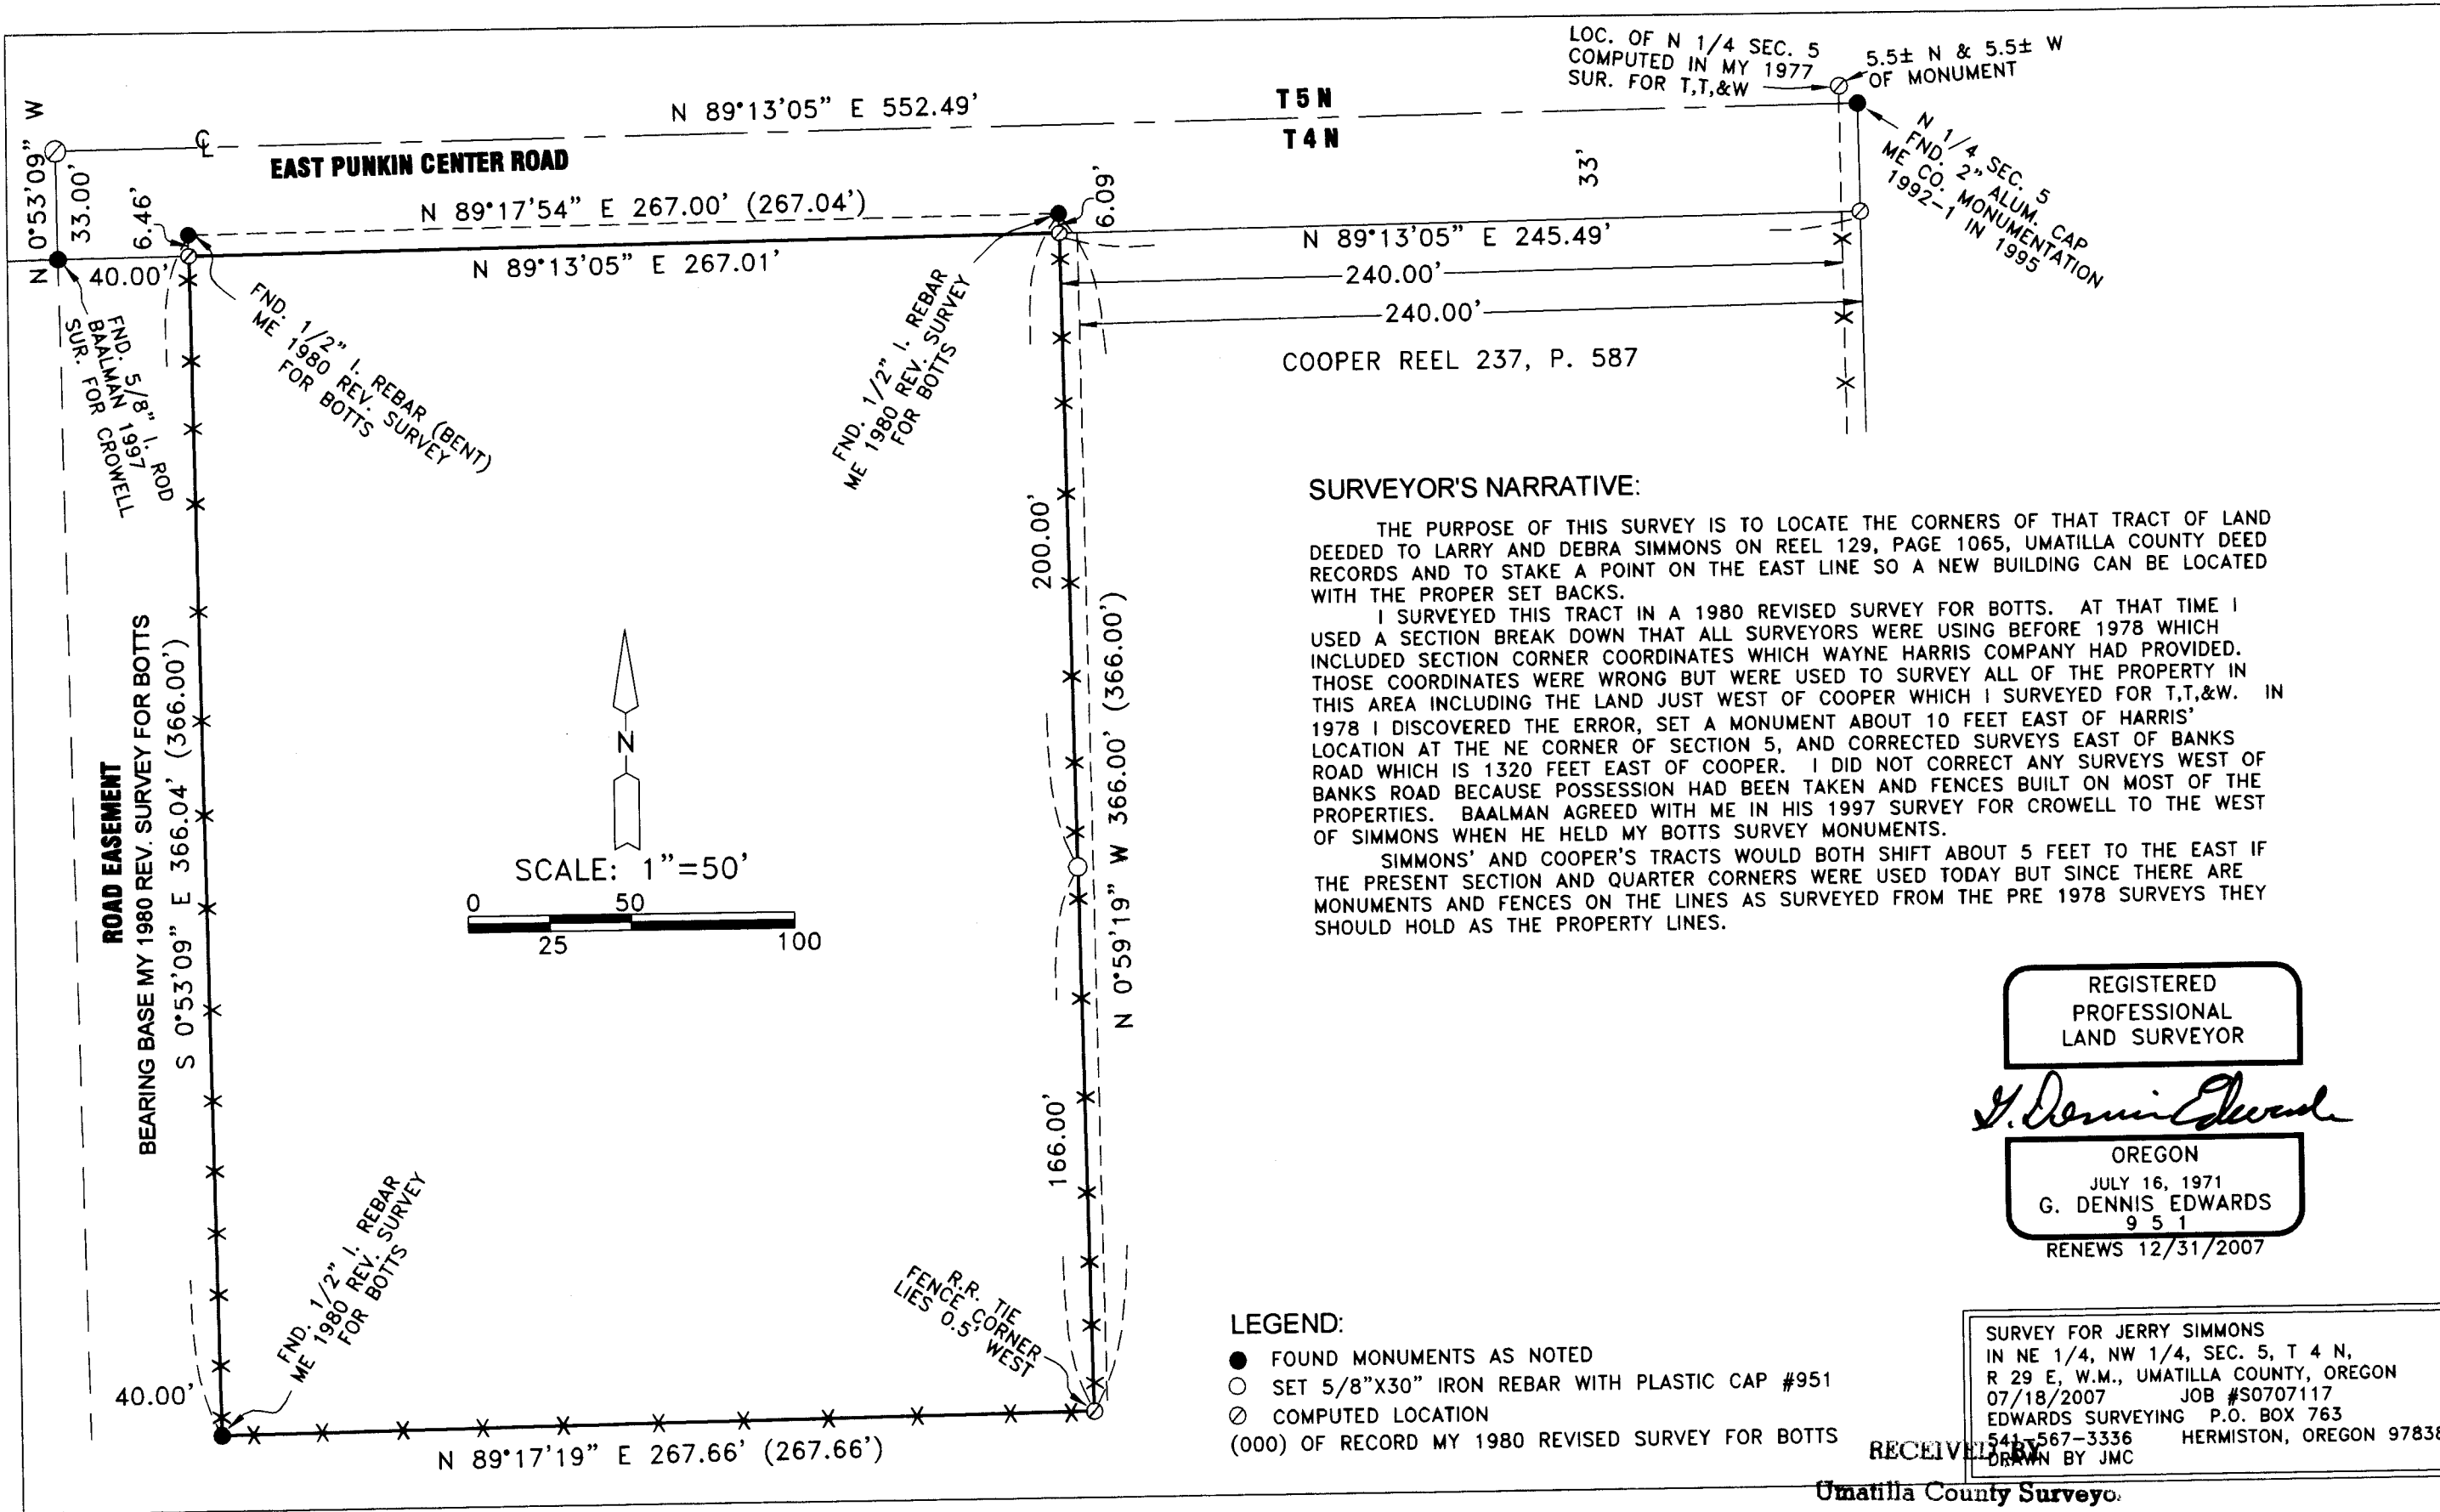 LOC. OF N 1/4 SEC. 5
COMPUTED IN MY 1977
SUR. FOR T,T,&W
5.5± N & 5.5± W
OF MONUMENT
N 89°13'05" E 552.49'
T 5 N
T 4 N
N 0°53'09" W
33.00'
℄
EAST PUNKIN CENTER ROAD
6.46'
N 89°17'54" E 267.00' (267.04')
6.09'
33'
N 1/4 SEC. 5
FND. 2" ALUM. CAP
ME CO. MONUMENTATION
1992-1 IN 1995
40.00'
N 89°13'05" E 267.01'
N 89°13'05" E 245.49'
240.00'
240.00'
COOPER REEL 237, P. 587
FND. 5/8" I. ROD
BAALMAN 1997
SUR. FOR CROWELL
FND. 1/2" I. REBAR (BENT)
ME 1980 REV. SURVEY
FOR BOTTS
FND. 1/2" I. REBAR
ME 1980 REV. SURVEY
FOR BOTTS
SURVEYOR'S NARRATIVE:
THE PURPOSE OF THIS SURVEY IS TO LOCATE THE CORNERS OF THAT TRACT OF LAND
DEEDED TO LARRY AND DEBRA SIMMONS ON REEL 129, PAGE 1065, UMATILLA COUNTY DEED
RECORDS AND TO STAKE A POINT ON THE EAST LINE SO A NEW BUILDING CAN BE LOCATED
WITH THE PROPER SET BACKS.
I SURVEYED THIS TRACT IN A 1980 REVISED SURVEY FOR BOTTS. AT THAT TIME I
USED A SECTION BREAK DOWN THAT ALL SURVEYORS WERE USING BEFORE 1978 WHICH
INCLUDED SECTION CORNER COORDINATES WHICH WAYNE HARRIS COMPANY HAD PROVIDED.
THOSE COORDINATES WERE WRONG BUT WERE USED TO SURVEY ALL OF THE PROPERTY IN
THIS AREA INCLUDING THE LAND JUST WEST OF COOPER WHICH I SURVEYED FOR T,T,&W. IN
1978 I DISCOVERED THE ERROR, SET A MONUMENT ABOUT 10 FEET EAST OF HARRIS'
LOCATION AT THE NE CORNER OF SECTION 5, AND CORRECTED SURVEYS EAST OF BANKS
ROAD WHICH IS 1320 FEET EAST OF COOPER. I DID NOT CORRECT ANY SURVEYS WEST OF
BANKS ROAD BECAUSE POSSESSION HAD BEEN TAKEN AND FENCES BUILT ON MOST OF THE
PROPERTIES. BAALMAN AGREED WITH ME IN HIS 1997 SURVEY FOR CROWELL TO THE WEST
OF SIMMONS WHEN HE HELD MY BOTTS SURVEY MONUMENTS.
SIMMONS' AND COOPER'S TRACTS WOULD BOTH SHIFT ABOUT 5 FEET TO THE EAST IF
THE PRESENT SECTION AND QUARTER CORNERS WERE USED TODAY BUT SINCE THERE ARE
MONUMENTS AND FENCES ON THE LINES AS SURVEYED FROM THE PRE 1978 SURVEYS THEY
SHOULD HOLD AS THE PROPERTY LINES.
ROAD EASEMENT
BEARING BASE MY 1980 REV. SURVEY FOR BOTTS
S 0°53'09" E 366.04' (366.00')
200.00'
N 0°59'19" W 366.00' (366.00')
166.00'
N
SCALE: 1"=50'
0 50
25 100
REGISTERED
PROFESSIONAL
LAND SURVEYOR
G. Dennis Edwards
OREGON
JULY 16, 1971
G. DENNIS EDWARDS
9 5 1
RENEWS 12/31/2007
FND. 1/2" I. REBAR
ME 1980 REV. SURVEY
FOR BOTTS
R.R. TIE
FENCE CORNER
LIES 0.5' WEST
40.00'
N 89°17'19" E 267.66' (267.66')
LEGEND:
FOUND MONUMENTS AS NOTED
SET 5/8"X30" IRON REBAR WITH PLASTIC CAP #951
COMPUTED LOCATION
(000) OF RECORD MY 1980 REVISED SURVEY FOR BOTTS
SURVEY FOR JERRY SIMMONS
IN NE 1/4, NW 1/4, SEC. 5, T 4 N,
R 29 E, W.M., UMATILLA COUNTY, OREGON
07/18/2007 JOB #S0707117
EDWARDS SURVEYING P.O. BOX 763
541-567-3336 HERMISTON, OREGON 97838
DRAWN BY JMC
RECEIVED BY
Umatilla County Surveyo